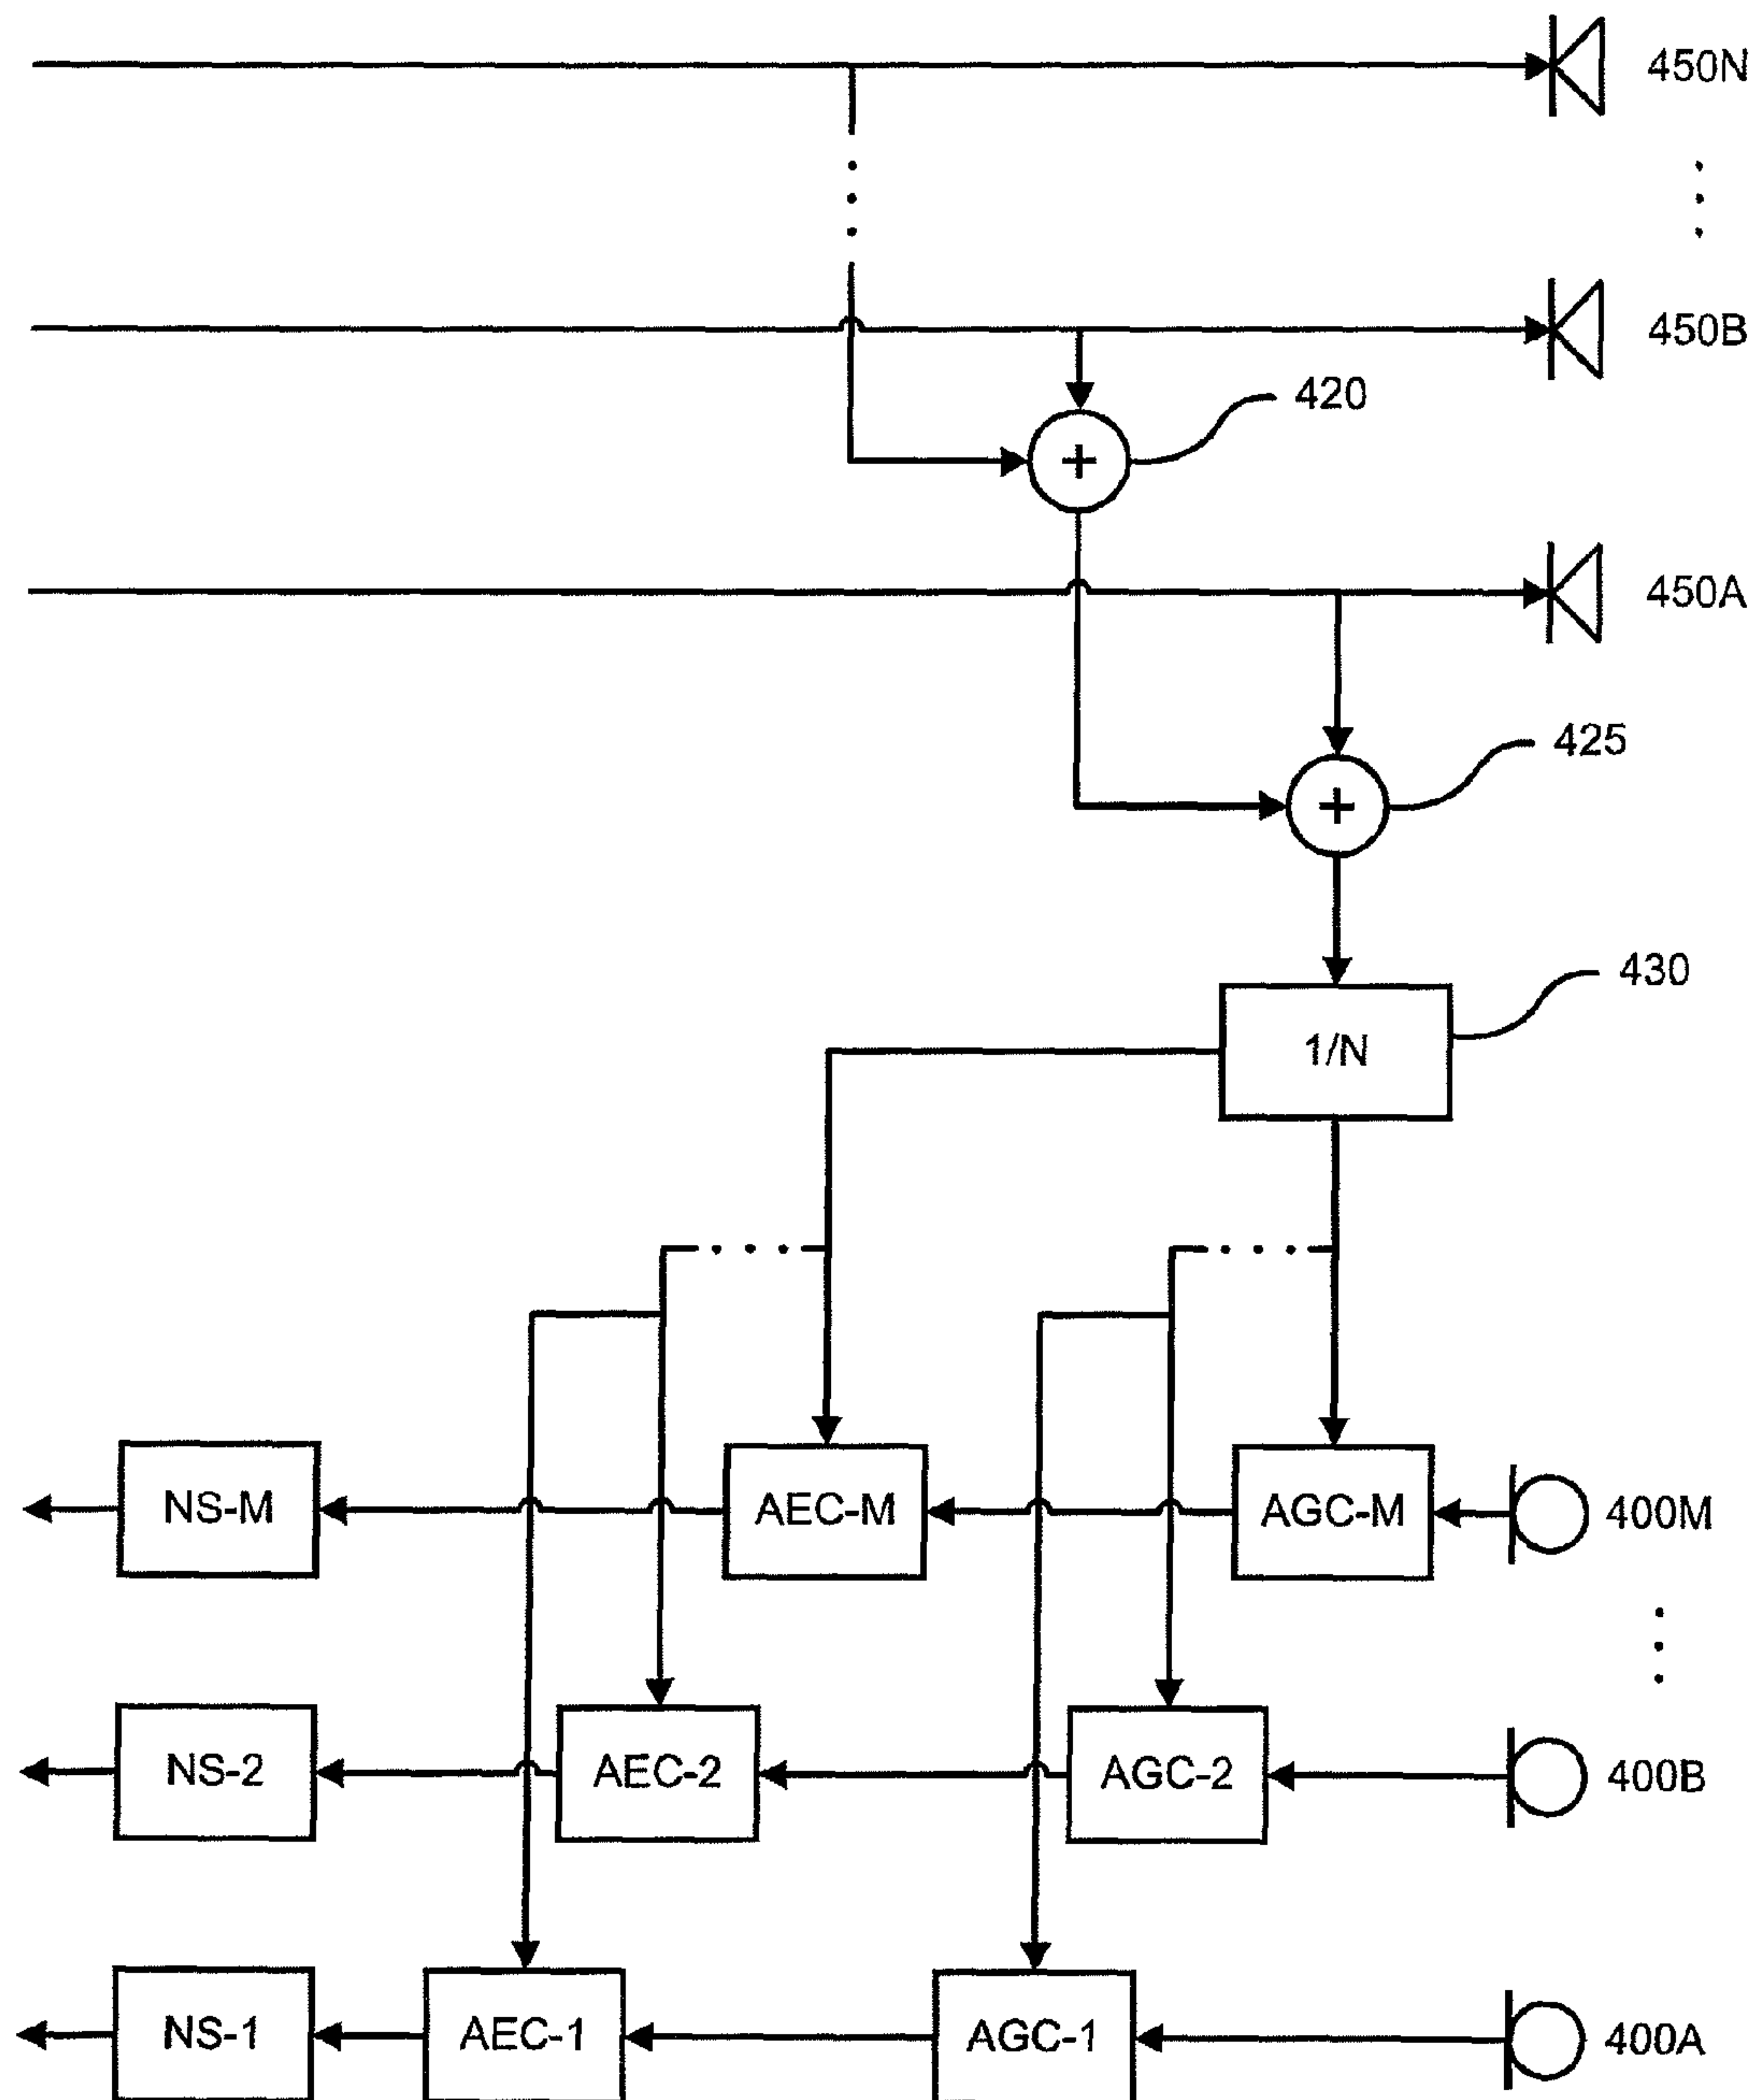 450N
450B
420
+
450A
425
+
430
1/N
NS-M
AEC-M
AGC-M
400M
NS-2
AEC-2
AGC-2
400B
NS-1
AEC-1
AGC-1
400A